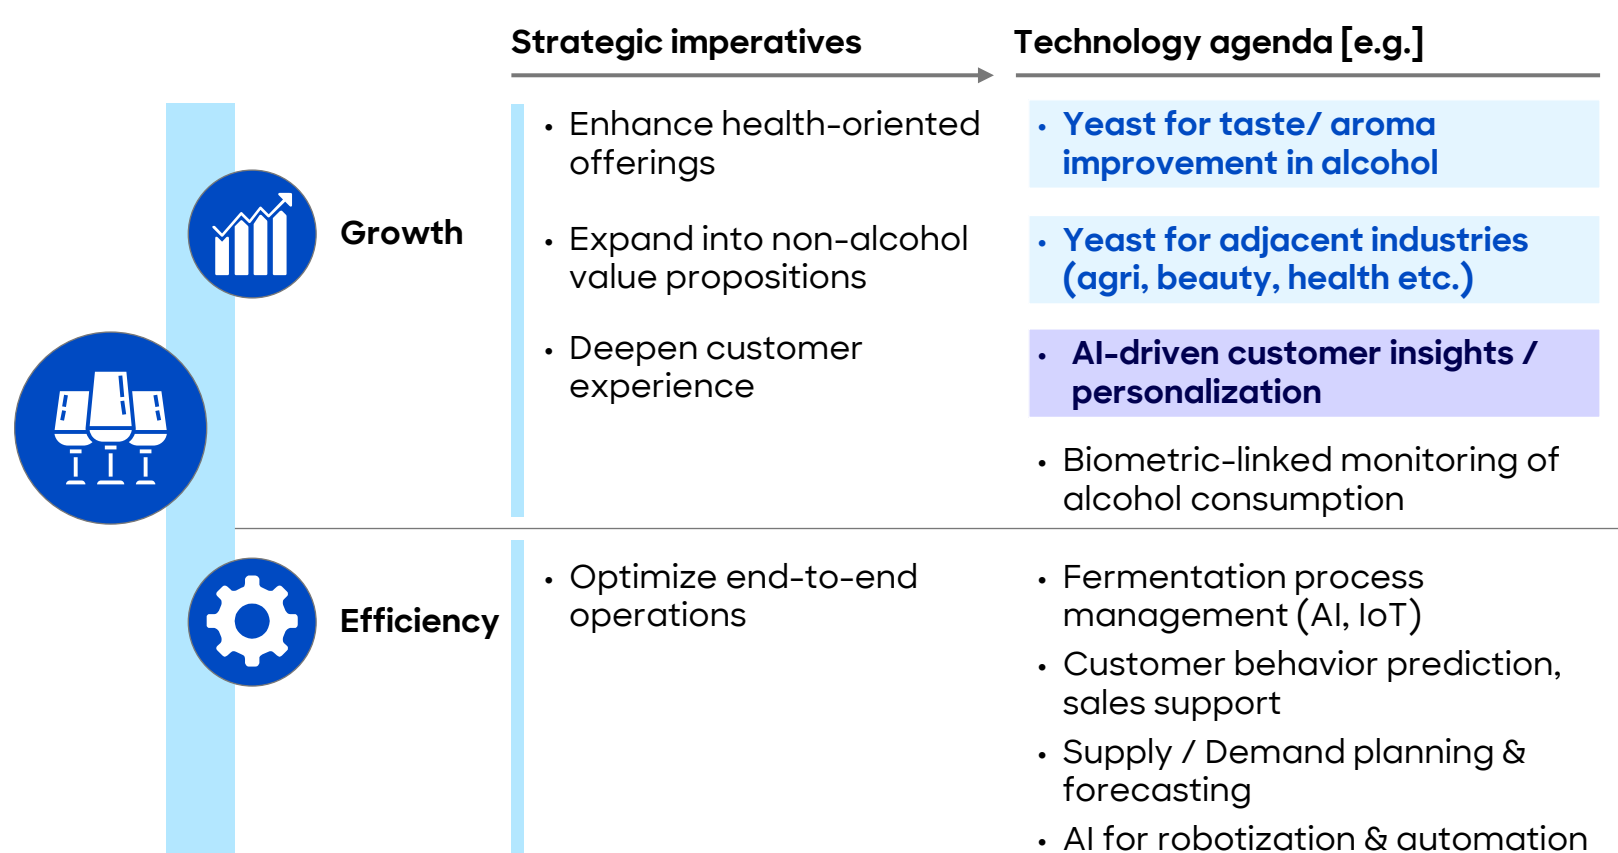 Strategic imperatives
Technology agenda [e.g.]
Growth
• Enhance health-oriented
offerings
• Expand into non-alcohol
value propositions
• Deepen customer
experience
• Yeast for taste/ aroma
improvement in alcohol
• Yeast for adjacent industries
(agri, beauty, health etc.)
• AI-driven customer insights /
personalization
• Biometric-linked monitoring of
alcohol consumption
Efficiency
• Optimize end-to-end
operations
• Fermentation process
management (AI, IoT)
• Customer behavior prediction,
sales support
• Supply / Demand planning &
forecasting
• AI for robotization & automation